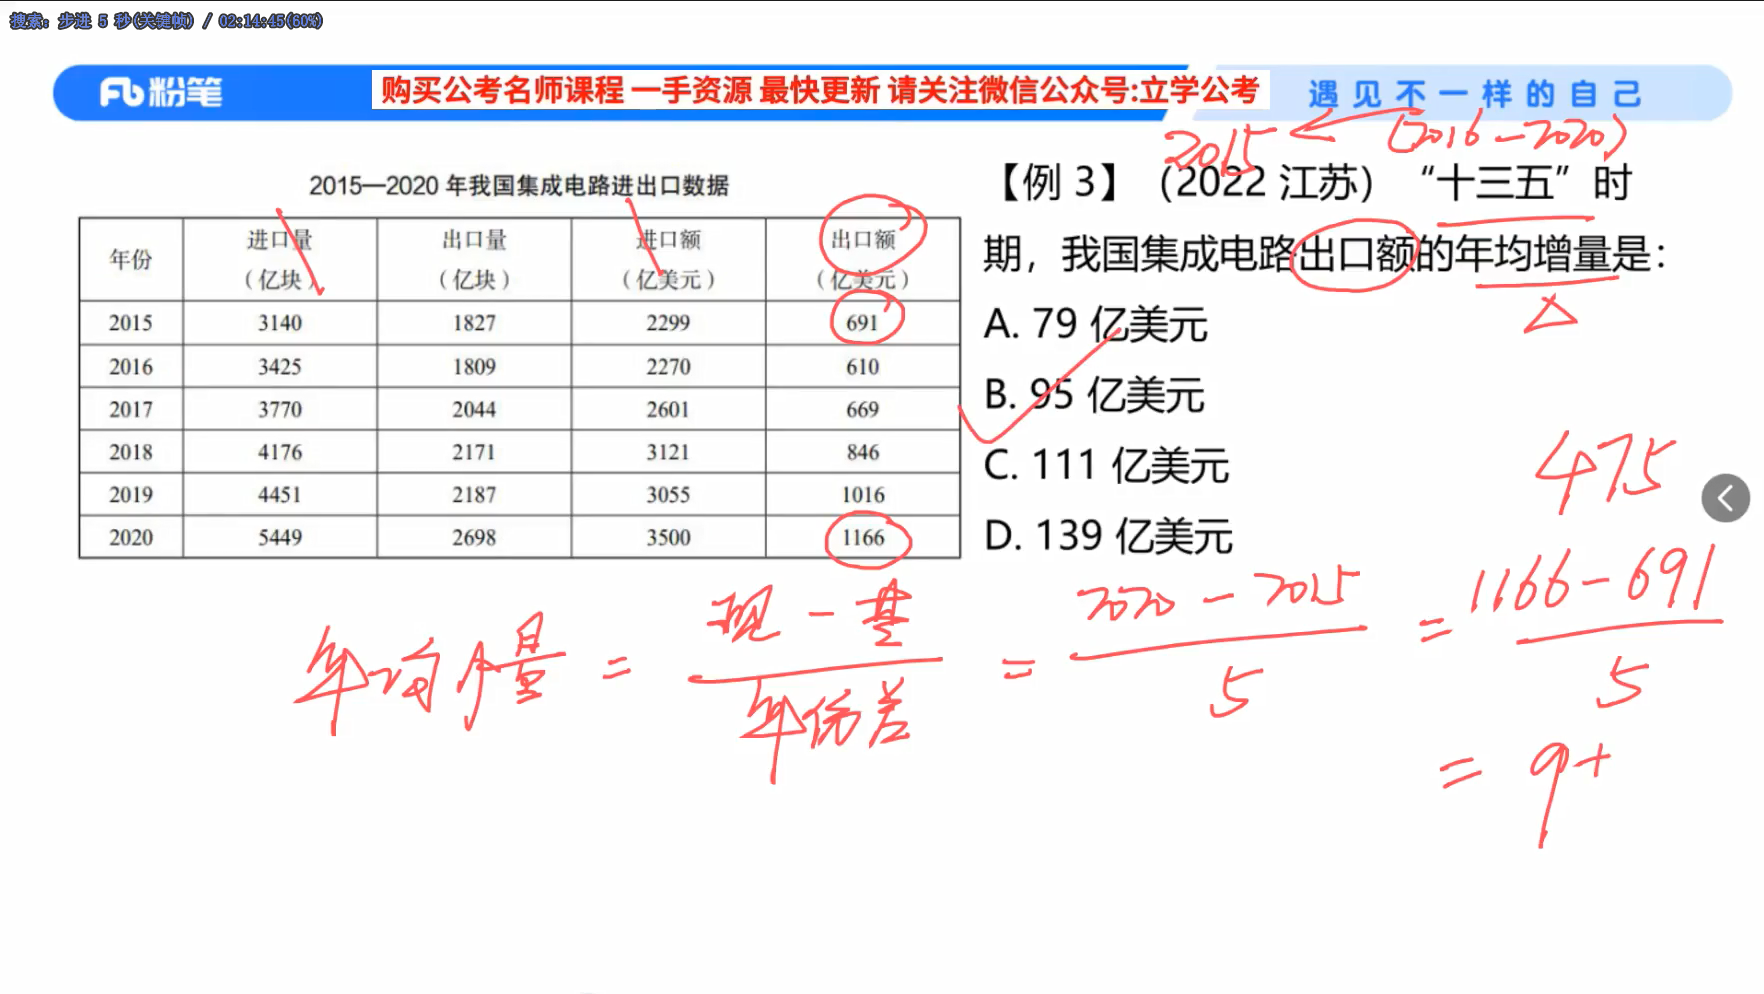 搜索: 步进 5 秒(关键帧) / 02:14:45(60%)
粉笔
购买公考名师课程 一手资源 最快更新 请关注微信公众号:立学公考
遇见不一样的自己
2015 ← (2016-2020)
2015—2020 年我国集成电路进出口数据
年份 进口量（亿块） 出口量（亿块） 进口额（亿美元） 出口额（亿美元）
2015 3140 1827 2299 691
2016 3425 1809 2270 610
2017 3770 2044 2601 669
2018 4176 2171 3121 846
2019 4451 2187 3055 1016
2020 5449 2698 3500 1166
【例 3】（2022 江苏）“十三五”时
期，我国集成电路出口额的年均增量是：
A. 79 亿美元
B. 95 亿美元
C. 111 亿美元
D. 139 亿美元
475
现-基 2020-2015 1166-691
年均个量 = = =
年份差 5 5
= 9+